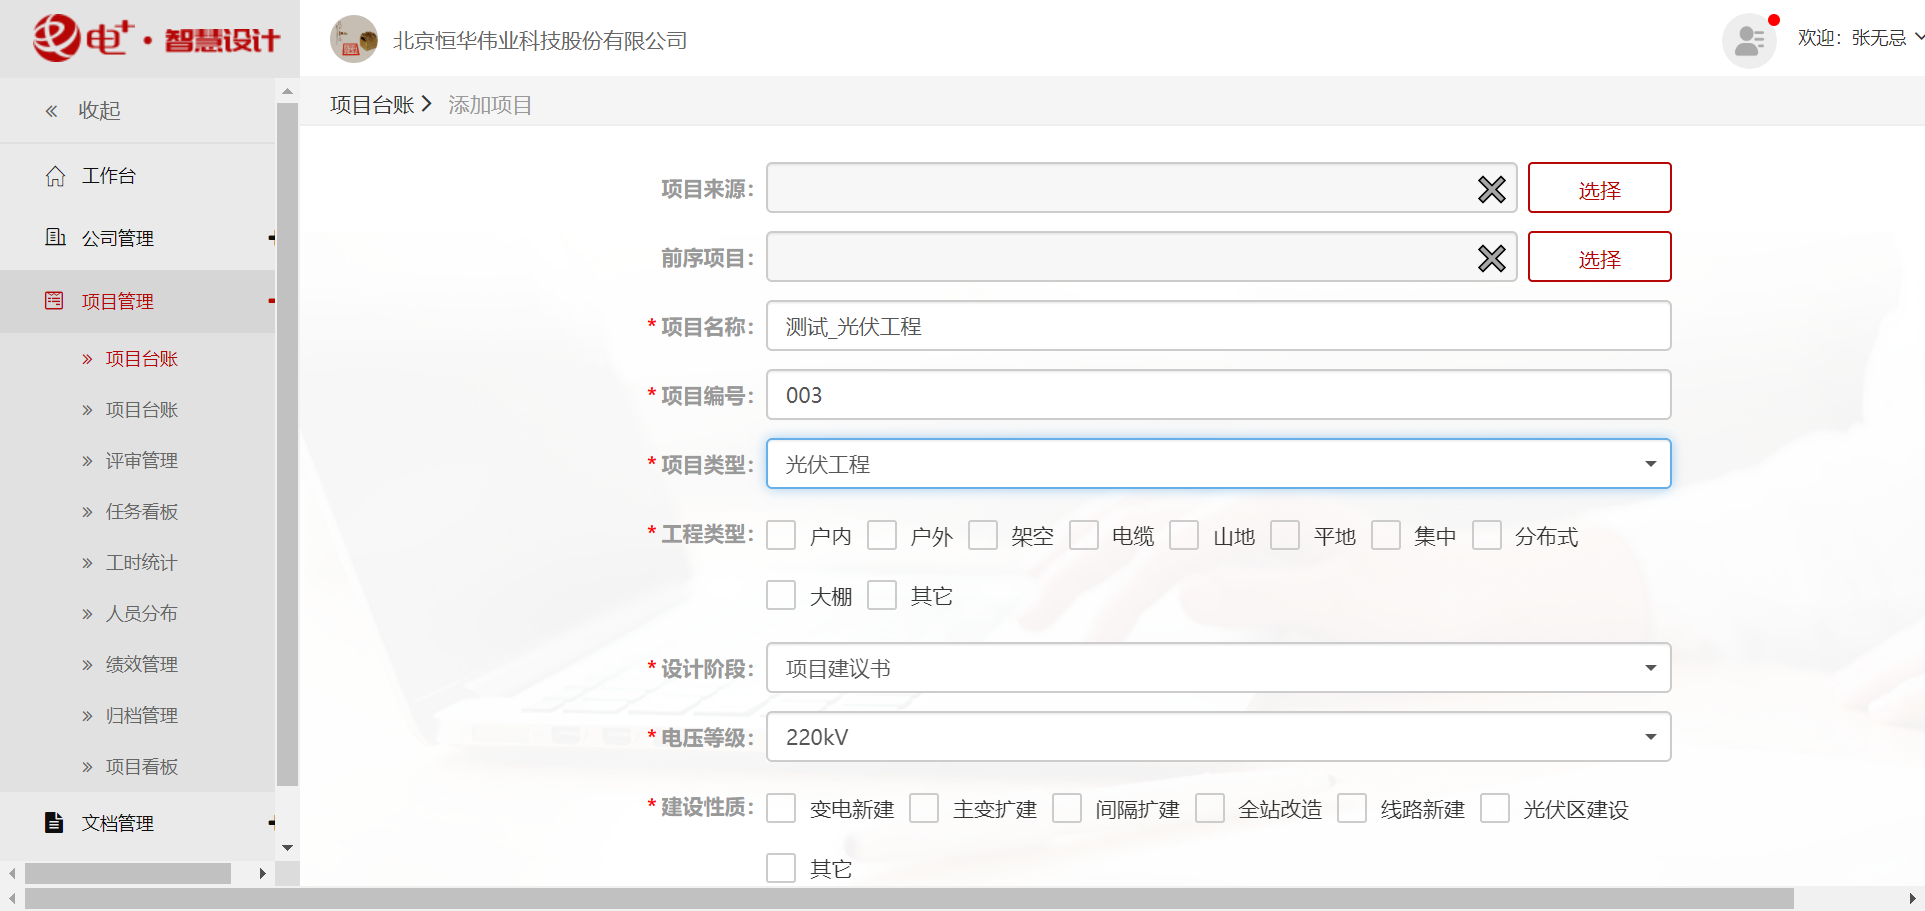 电+·智慧设计
北京恒华伟业科技股份有限公司
欢迎：张无忌
« 收起
项目台账 > 添加项目
工作台
公司管理 +
项目管理 -
» 项目台账
» 项目台账
» 评审管理
» 任务看板
» 工时统计
» 人员分布
» 绩效管理
» 归档管理
» 项目看板
文档管理 +
项目来源： 选择
前序项目： 选择
* 项目名称： 测试_光伏工程
* 项目编号： 003
* 项目类型： 光伏工程
* 工程类型： 户内 户外 架空 电缆 山地 平地 集中 分布式
大棚 其它
* 设计阶段： 项目建议书
* 电压等级： 220kV
* 建设性质： 变电新建 主变扩建 间隔扩建 全站改造 线路新建 光伏区建设
其它